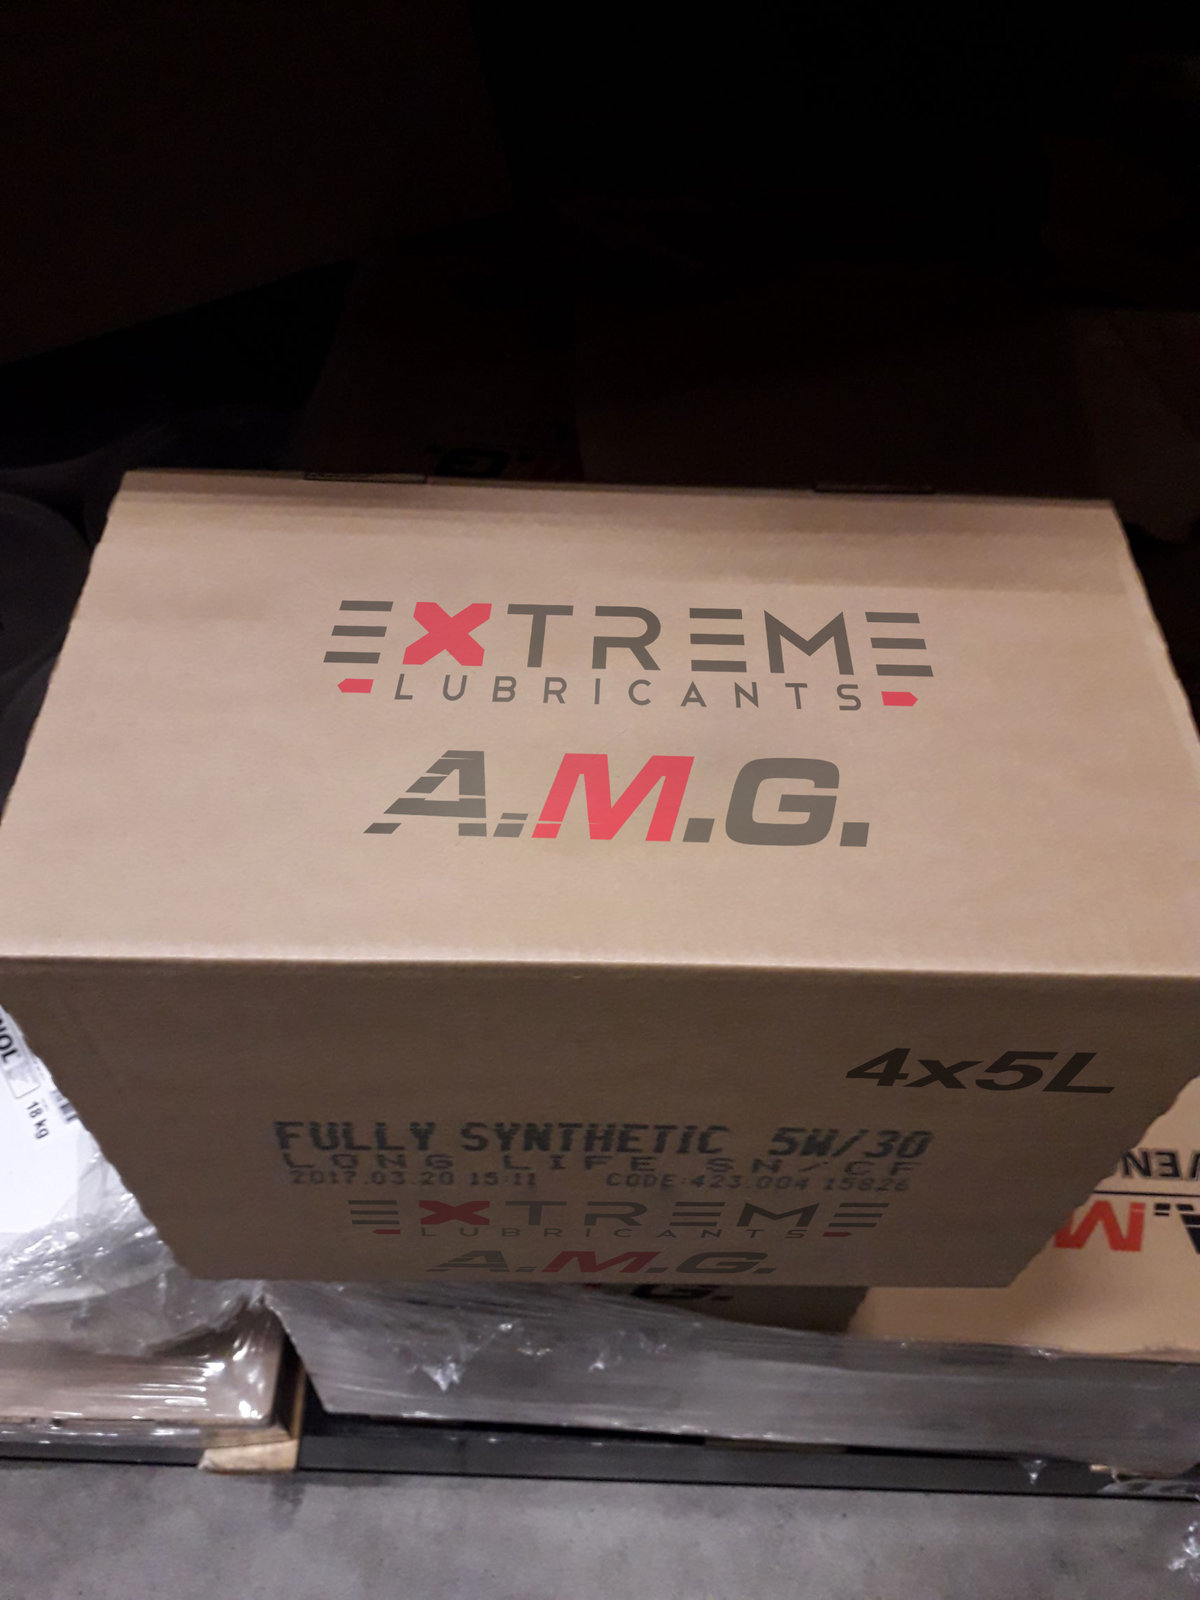 EXTREME
LUBRICANTS
A.M.G.
4x5L
FULLY SYNTHETIC 5W/30
LONG LIFE SN/CF
2017.03.20 15:11 CODE:423.004 15826
EXTREME
LUBRICANTS
A.M.G.
18 kg
G.